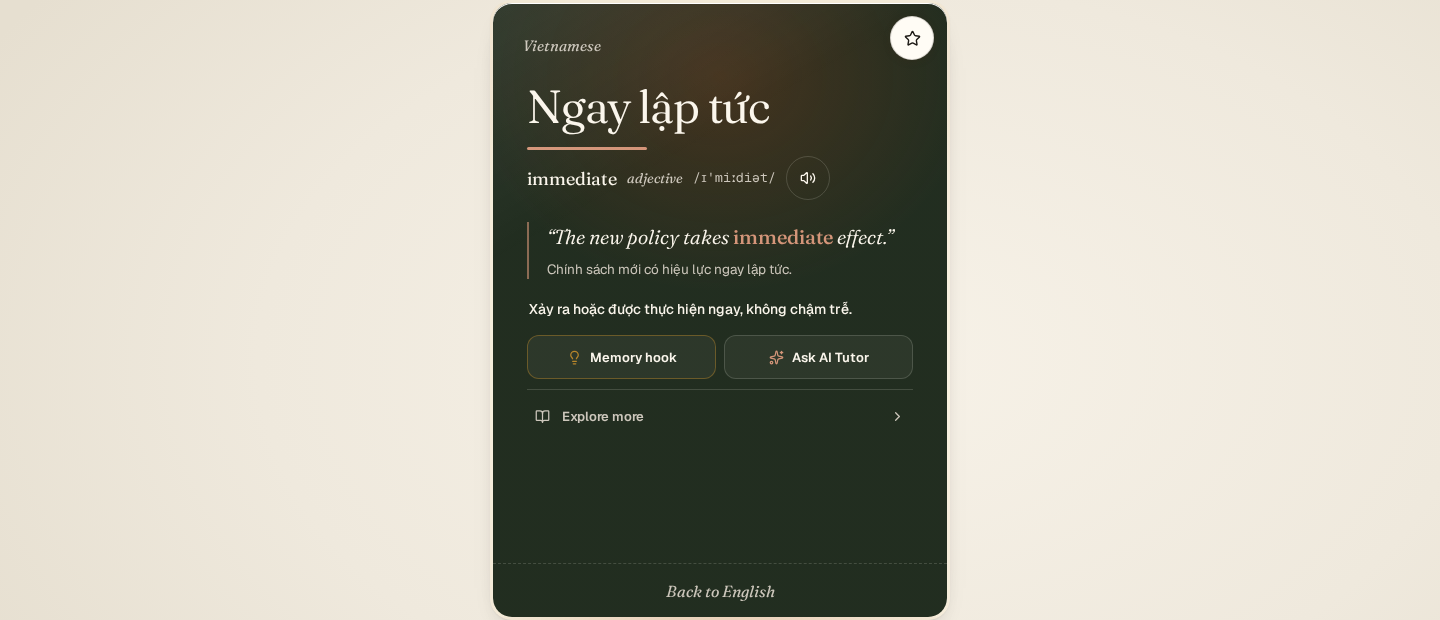 Vietnamese
Ngay lập tức
immediate adjective /ɪˈmiːdiət/
“The new policy takes immediate effect.”
Chính sách mới có hiệu lực ngay lập tức.
Xảy ra hoặc được thực hiện ngay, không chậm trễ.
Memory hook
Ask AI Tutor
Explore more
Back to English